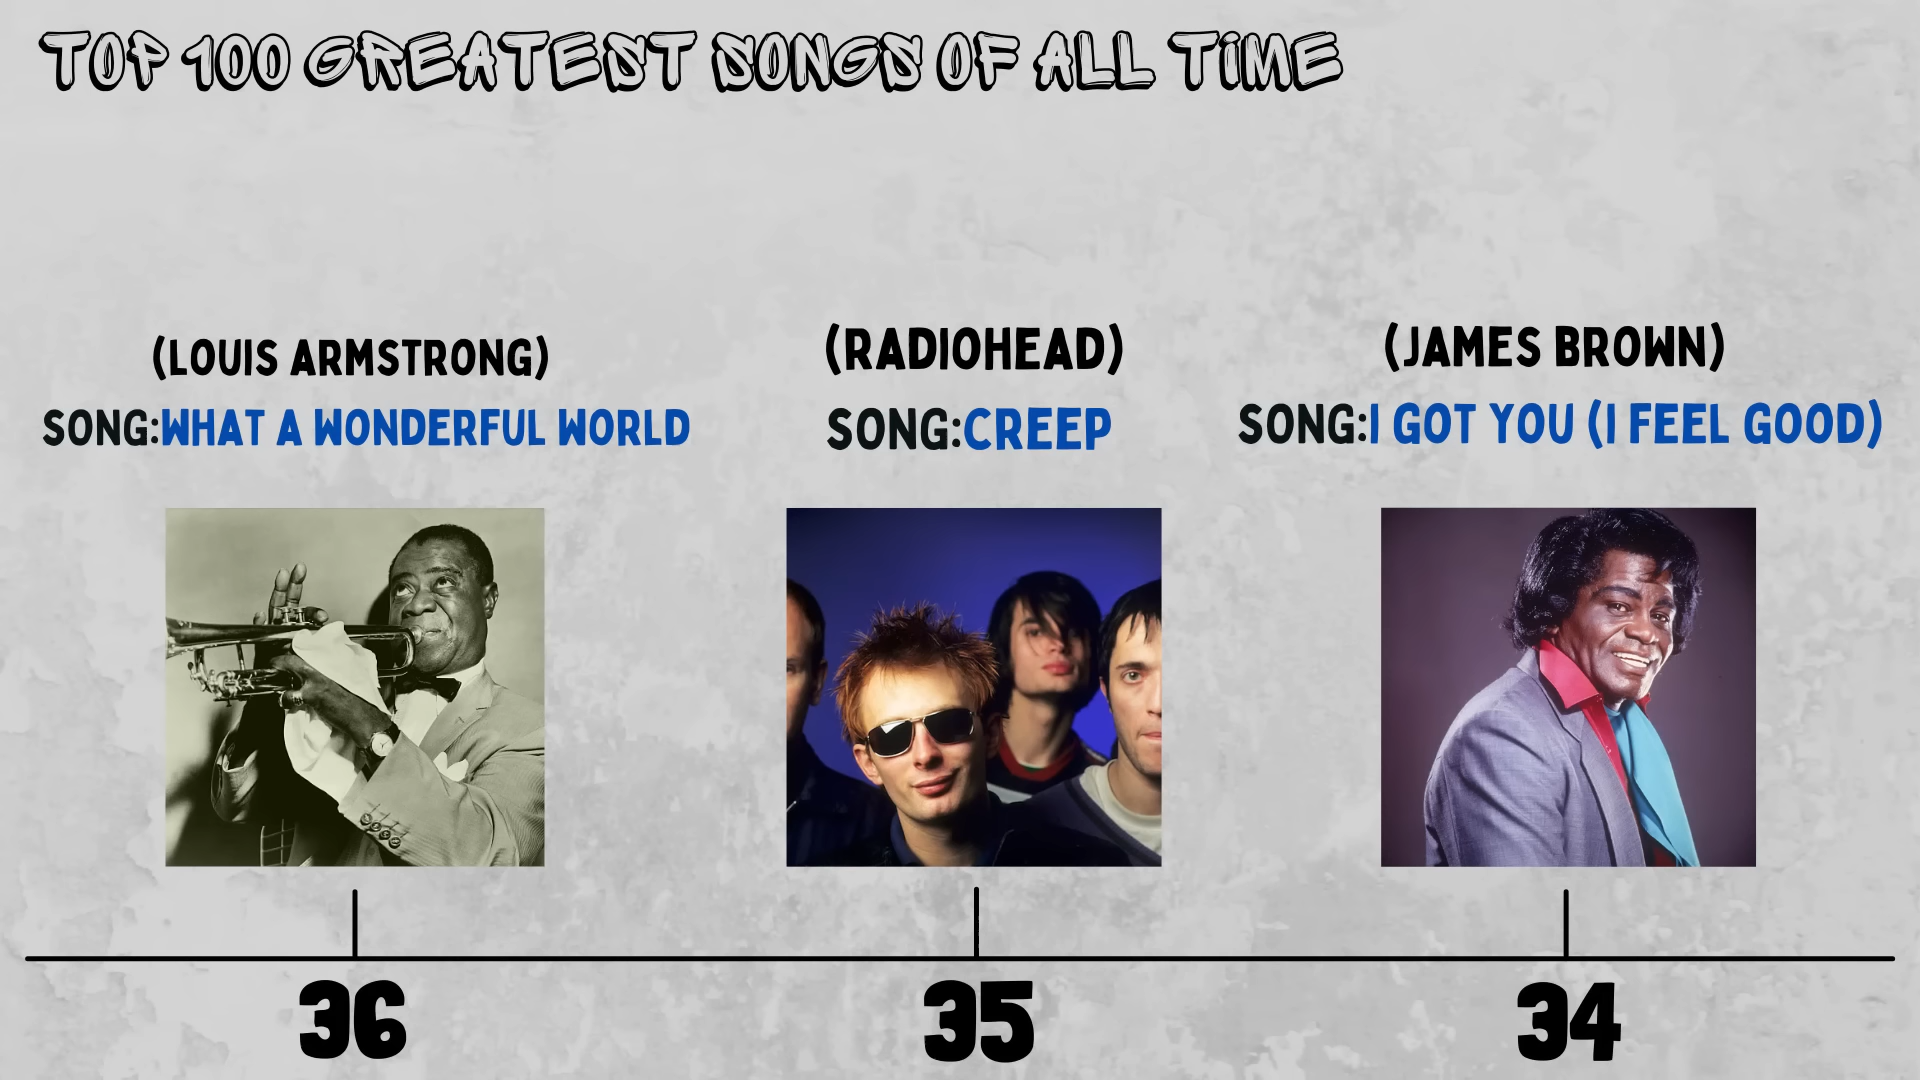 TOP 100 GREATEST SONGS OF ALL TIME
(LOUIS ARMSTRONG)
SONG:WHAT A WONDERFUL WORLD
(RADIOHEAD)
SONG:CREEP
(JAMES BROWN)
SONG:I GOT YOU (I FEEL GOOD)
36
35
34